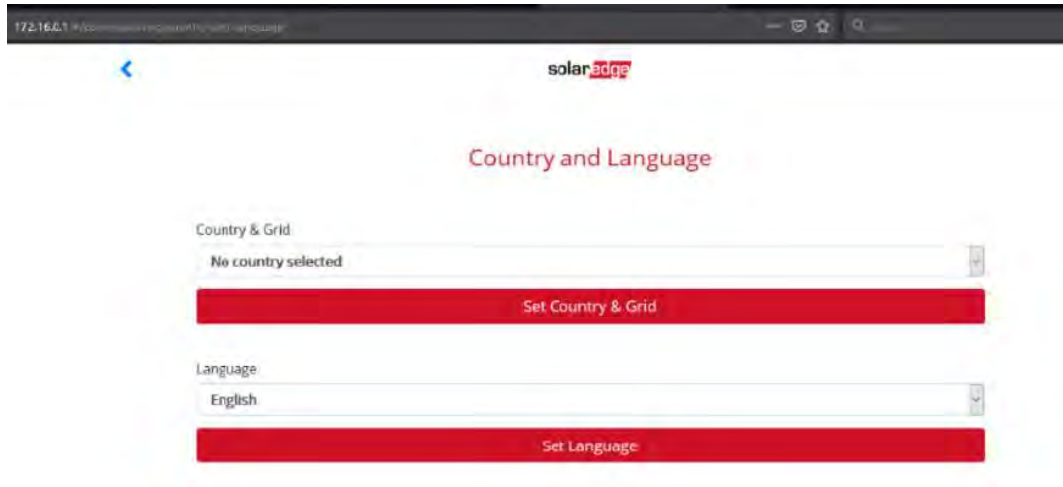 172.16.0.1
solaredge
Country and Language
Country & Grid
No country selected
Set Country & Grid
Language
English
Set Language